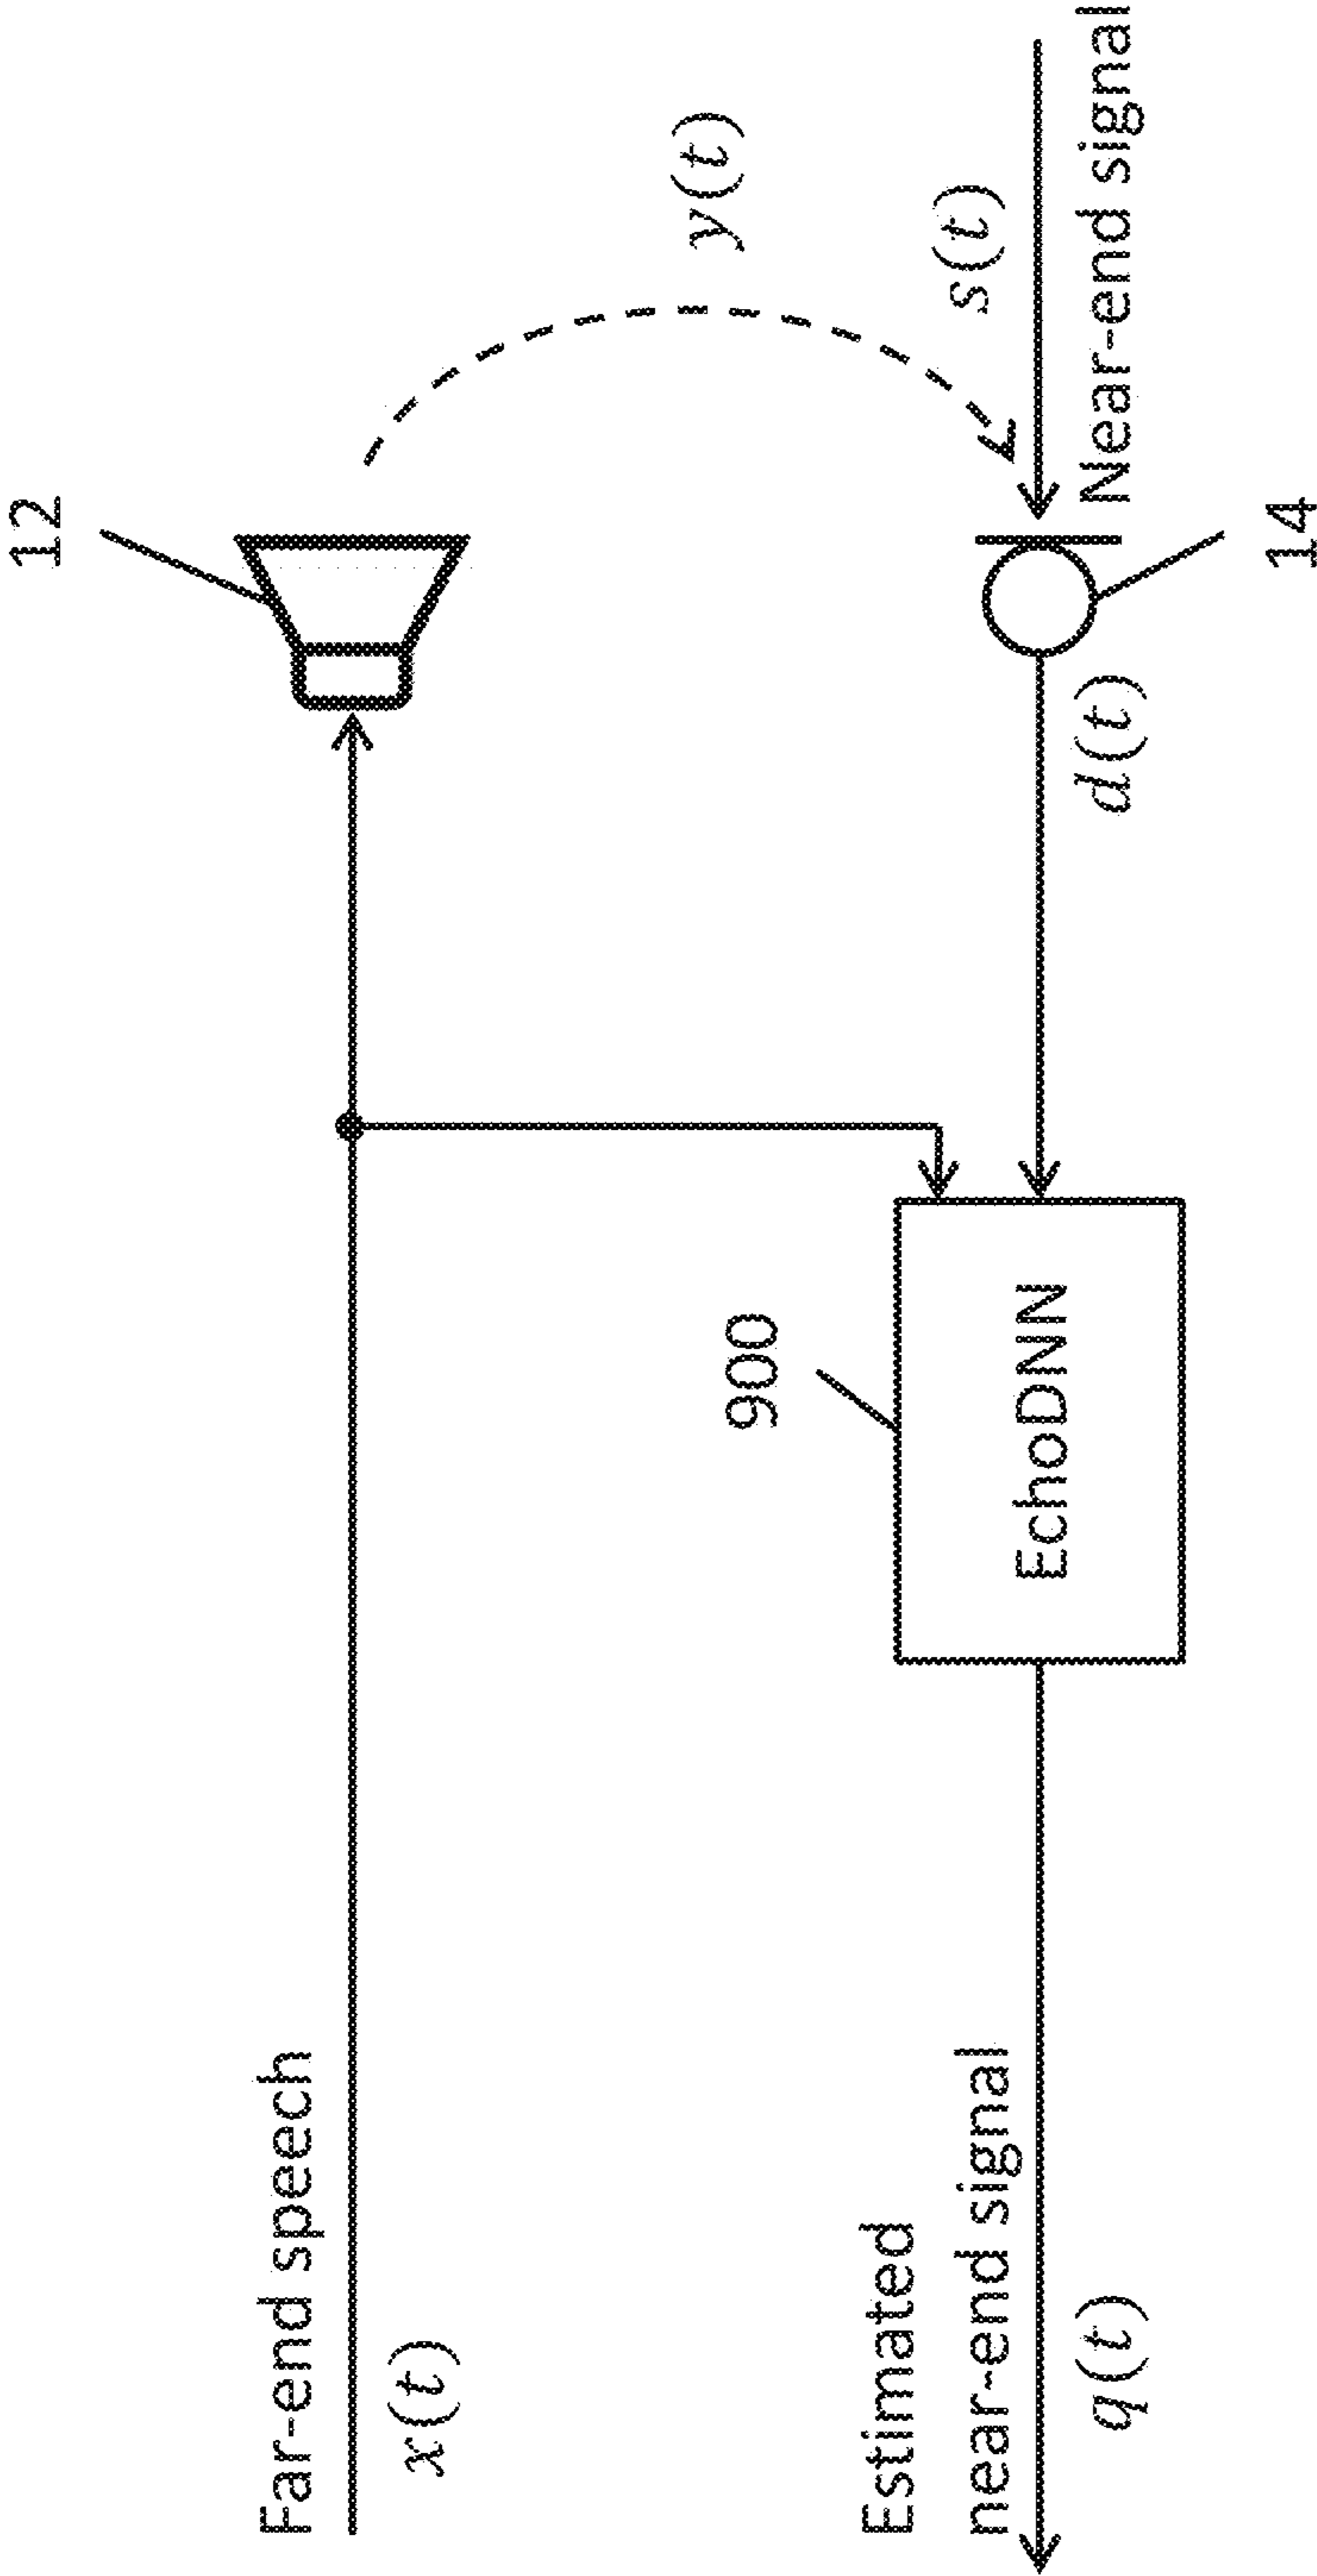 Far-end speech
x(t)
12
y(t)
900
EchoDNN
Estimated
near-end signal
q(t)
d(t)
s(t)
Near-end signal
14